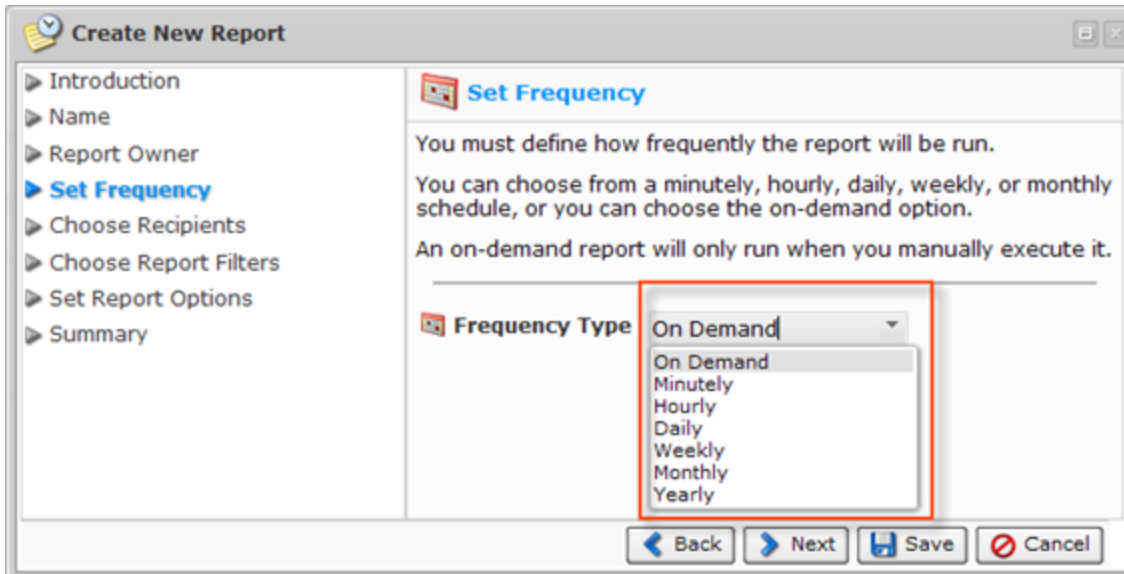 Create New Report
Introduction
Name
Report Owner
Set Frequency
Choose Recipients
Choose Report Filters
Set Report Options
Summary
Set Frequency
You must define how frequently the report will be run.
You can choose from a minutely, hourly, daily, weekly, or monthly
schedule, or you can choose the on-demand option.
An on-demand report will only run when you manually execute it.
Frequency Type On Demand
On Demand
Minutely
Hourly
Daily
Weekly
Monthly
Yearly
Back Next Save Cancel